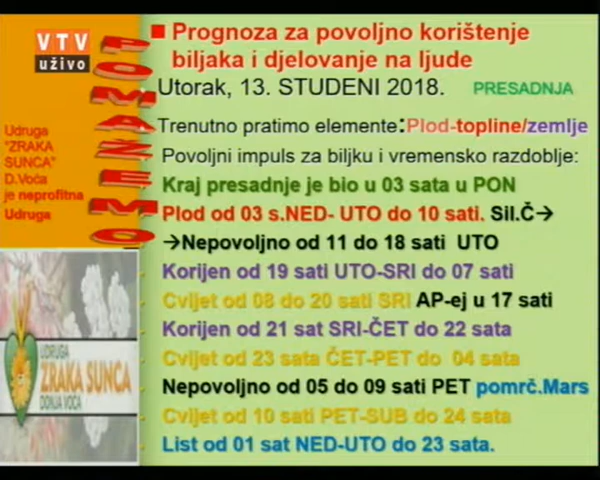 VTV
uživo
POMAŽEMO
Udruga
"ZRAKA
SUNCA"
D.Voća
je neprofitna
Udruga
UDRUGA
ZRAKA SUNCA
DONJA VOĆA
Prognoza za povoljno korištenje
biljaka i djelovanje na ljude
Utorak, 13. STUDENI 2018. PRESADNJA
Trenutno pratimo elemente:Plod-topline/zemlje
Povoljni impuls za biljku i vremensko razdoblje:
Kraj presadnje je bio u 03 sata u PON
Plod od 03 s.NED- UTO do 10 sati. Sil.Č→
→Nepovoljno od 11 do 18 sati UTO
Korijen od 19 sati UTO-SRI do 07 sati
Cvijet od 08 do 20 sati SRI AP-ej u 17 sati
Korijen od 21 sat SRI-ČET do 22 sata
Cvijet od 23 sata ČET-PET do 04 sata
Nepovoljno od 05 do 09 sati PET pomrč.Mars
Cvijet od 10 sati PET-SUB do 24 sata
List od 01 sat NED-UTO do 23 sata.